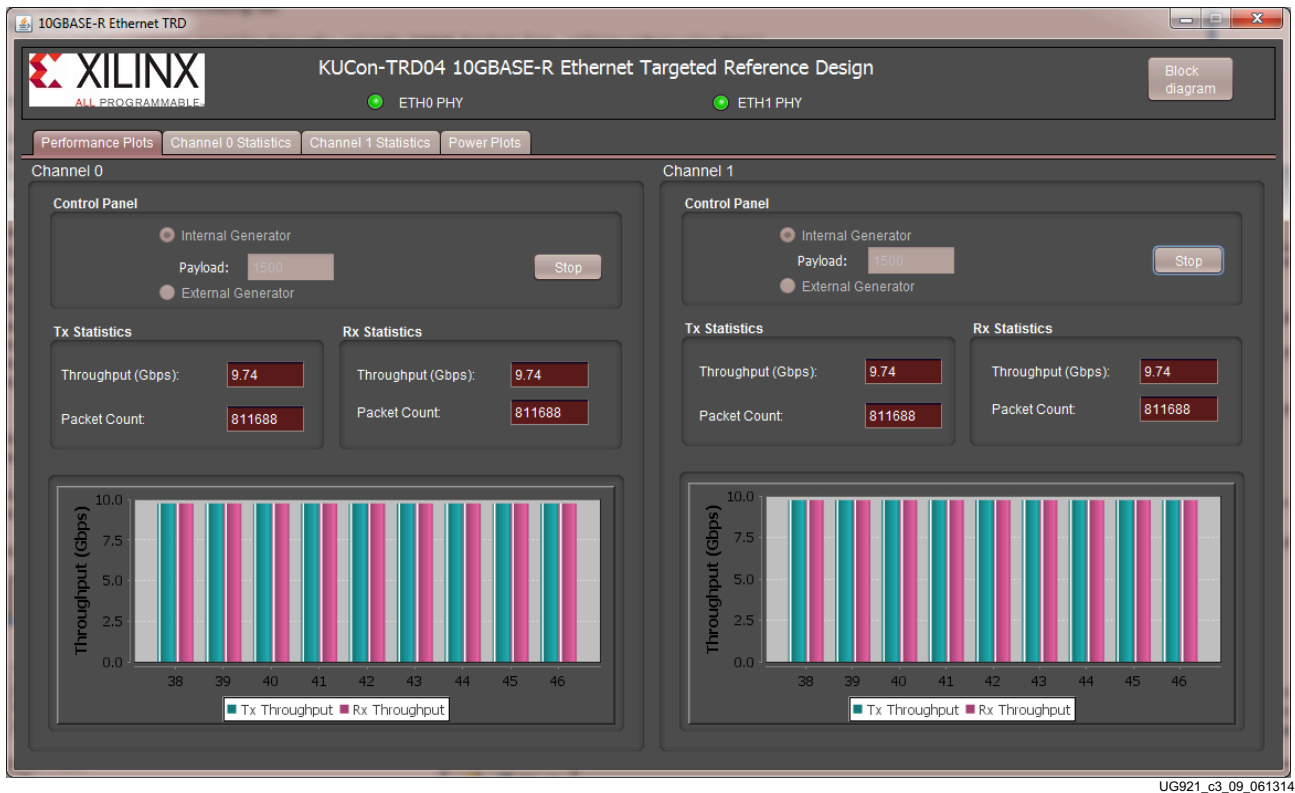 10GBASE-R Ethernet TRD
XILINX
ALL PROGRAMMABLE
KUCon-TRD04 10GBASE-R Ethernet Targeted Reference Design
ETH0 PHY
ETH1 PHY
Block
diagram
Performance Plots
Channel 0 Statistics
Channel 1 Statistics
Power Plots
Channel 0
Control Panel
Internal Generator
Payload:
1500
Stop
External Generator
Tx Statistics
Rx Statistics
Throughput (Gbps):
9.74
Throughput (Gbps):
9.74
Packet Count:
811688
Packet Count:
811688
Throughput (Gbps)
10.0
7.5
5.0
2.5
0.0
38 39 40 41 42 43 44 45 46
Tx Throughput Rx Throughput
Channel 1
Control Panel
Internal Generator
Payload:
1500
Stop
External Generator
Tx Statistics
Rx Statistics
Throughput (Gbps):
9.74
Throughput (Gbps):
9.74
Packet Count:
811688
Packet Count:
811688
Throughput (Gbps)
10.0
7.5
5.0
2.5
0.0
38 39 40 41 42 43 44 45 46
Tx Throughput Rx Throughput
UG921_c3_09_061314